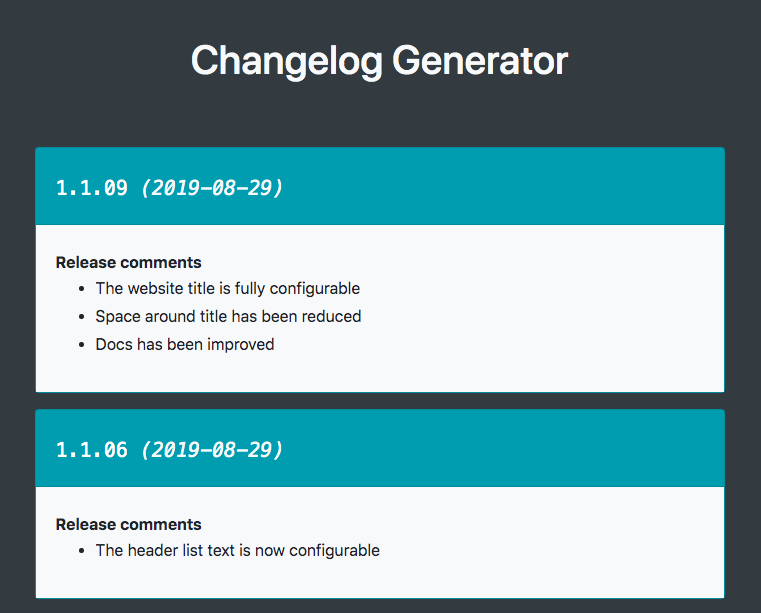 Changelog Generator
1.1.09 (2019-08-29)
Release comments
The website title is fully configurable
Space around title has been reduced
Docs has been improved
1.1.06 (2019-08-29)
Release comments
The header list text is now configurable